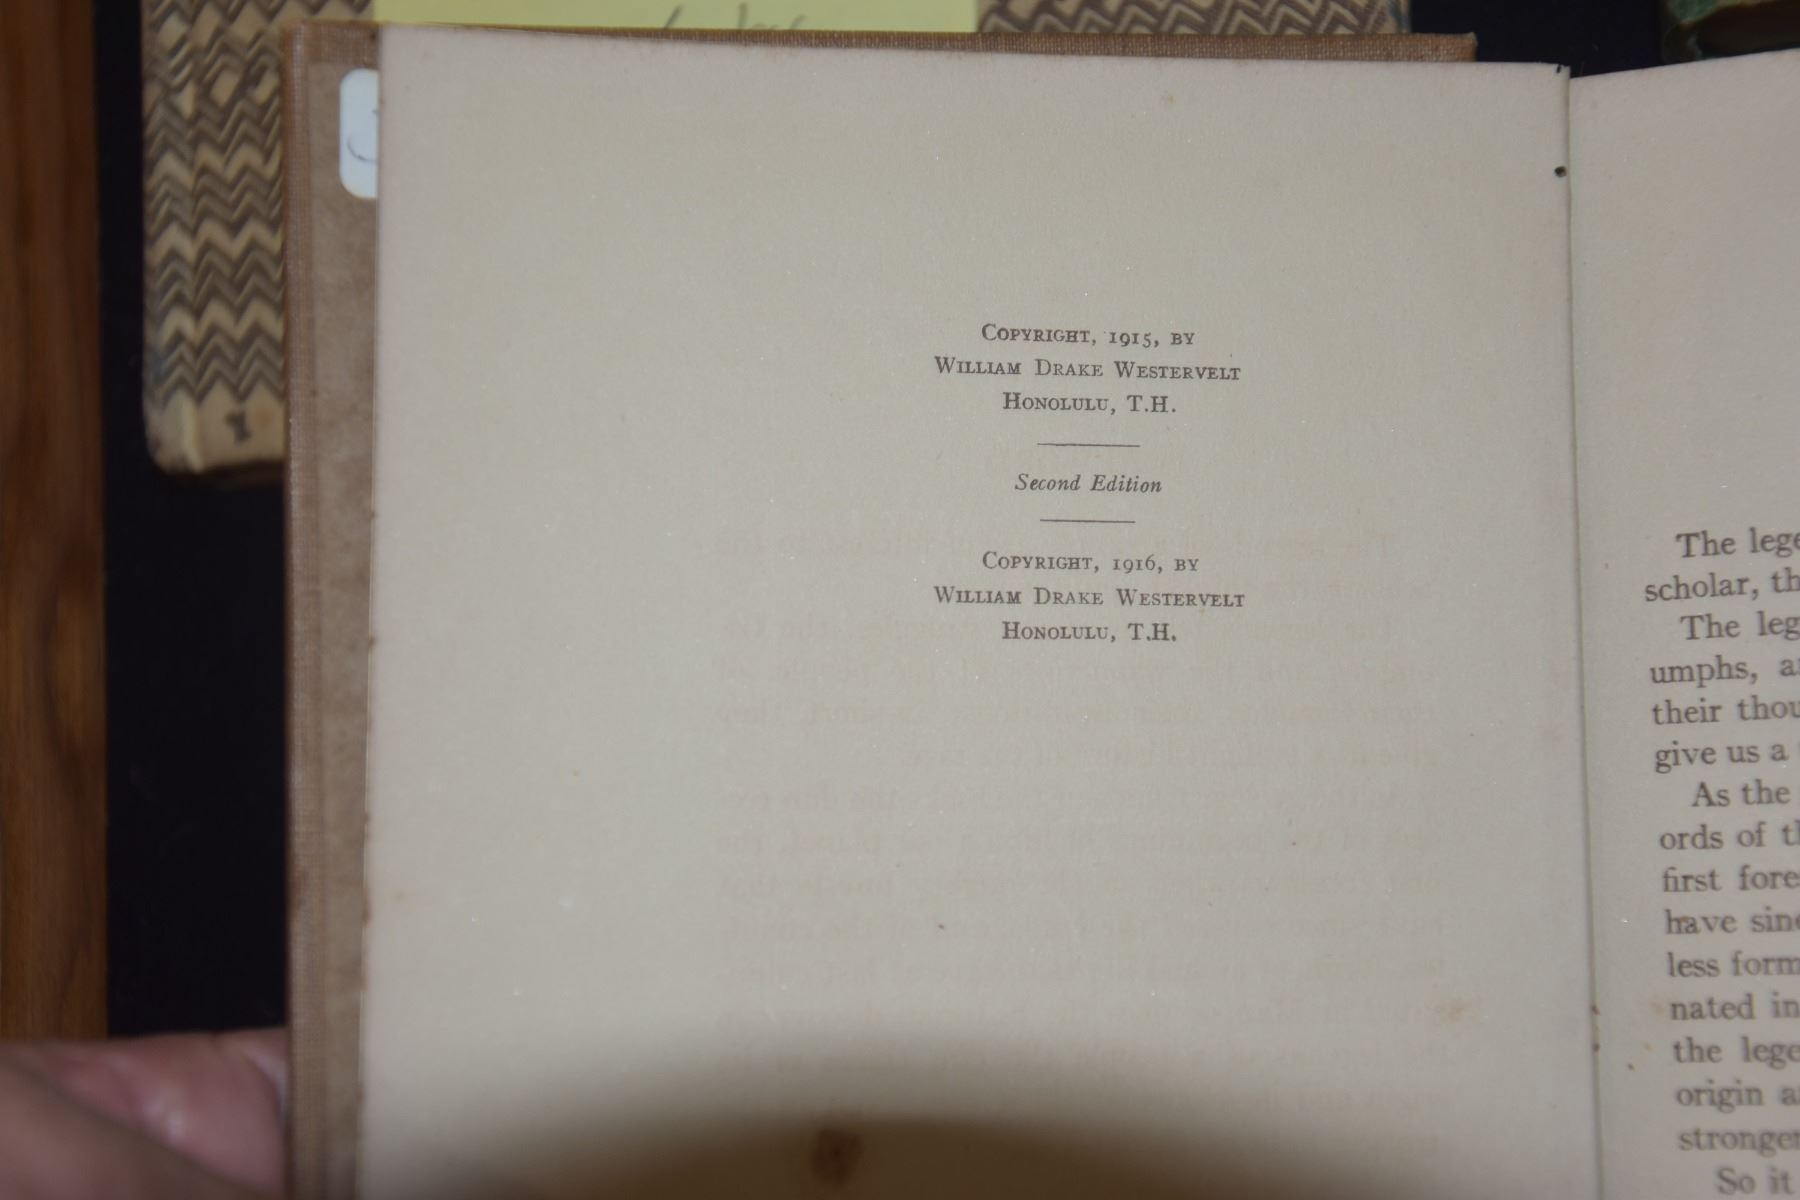 Copyright, 1915, by
William Drake Westervelt
Honolulu, T.H.
Second Edition
Copyright, 1916, by
William Drake Westervelt
Honolulu, T.H.
The lege
scholar, th
The leg
umphs, a
their thou
give us a
As the
ords of th
first fore
have sinc
less form
nated in
the lege
origin a
stronger
So it